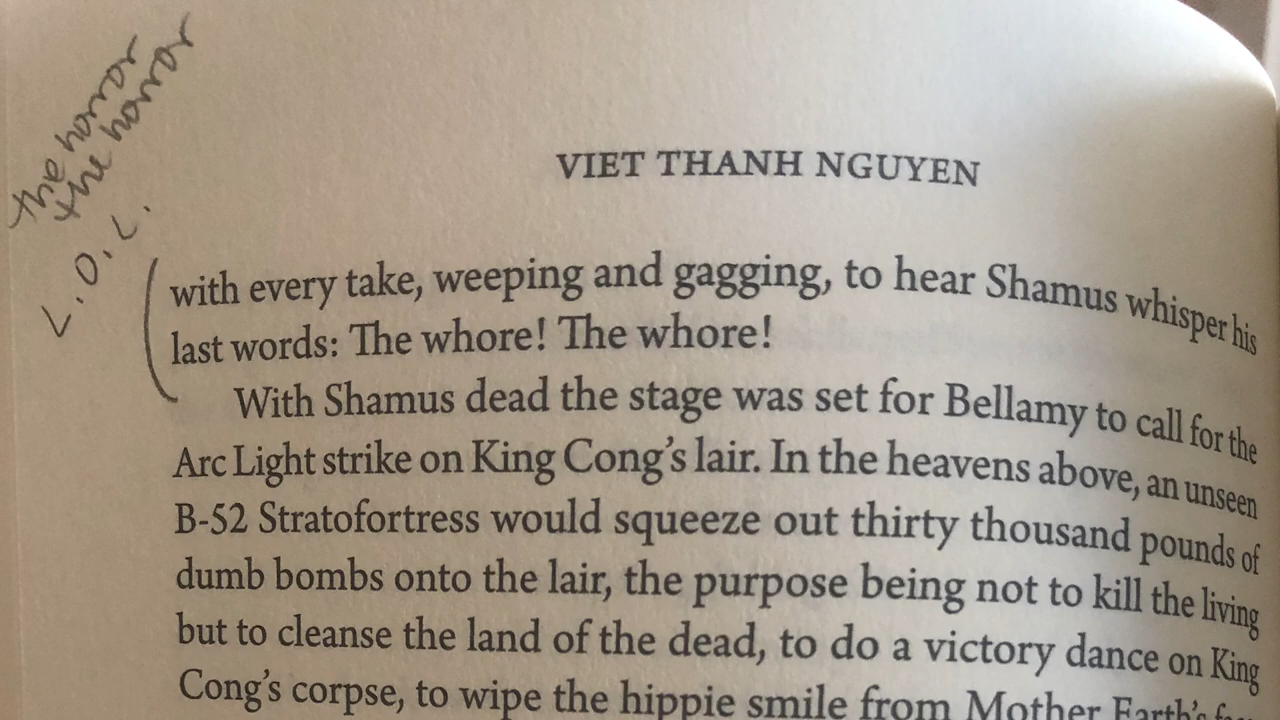 the horror
the horror
L.O.L.
VIET THANH NGUYEN
with every take, weeping and gagging, to hear Shamus whisper his
last words: The whore! The whore!
With Shamus dead the stage was set for Bellamy to call for the
Arc Light strike on King Cong's lair. In the heavens above, an unseen
B-52 Stratofortress would squeeze out thirty thousand pounds of
dumb bombs onto the lair, the purpose being not to kill the living
but to cleanse the land of the dead, to do a victory dance on King
Cong's corpse, to wipe the hippie smile from Mother Earth's